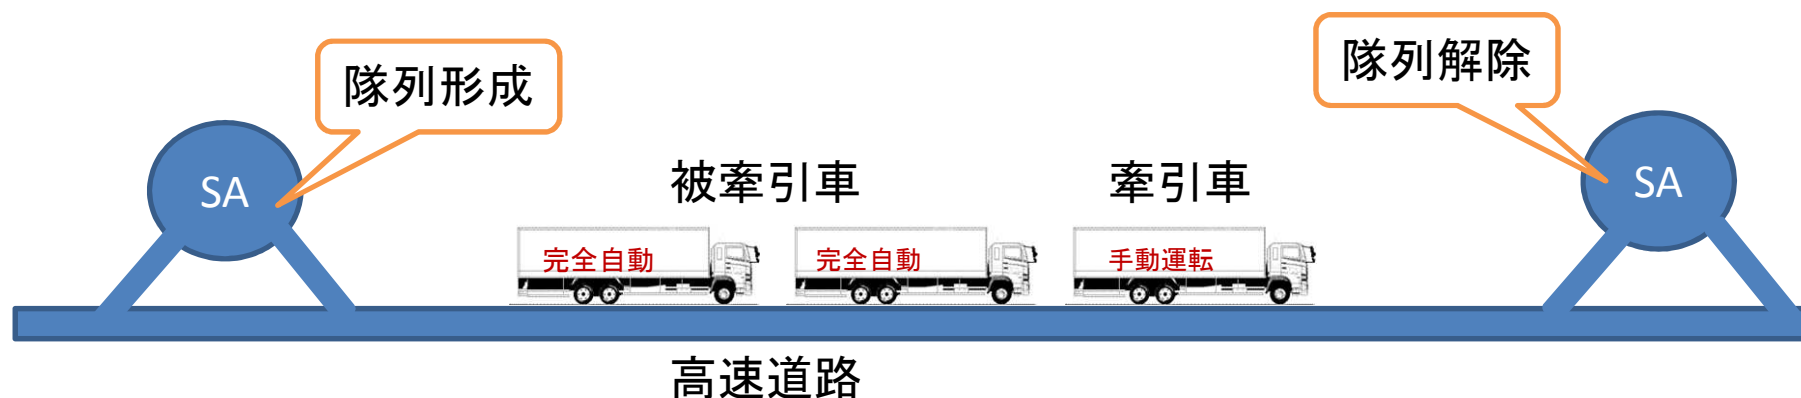 隊列形成
隊列解除
SA
被牽引車
牽引車
SA
完全自動
完全自動
手動運転
高速道路